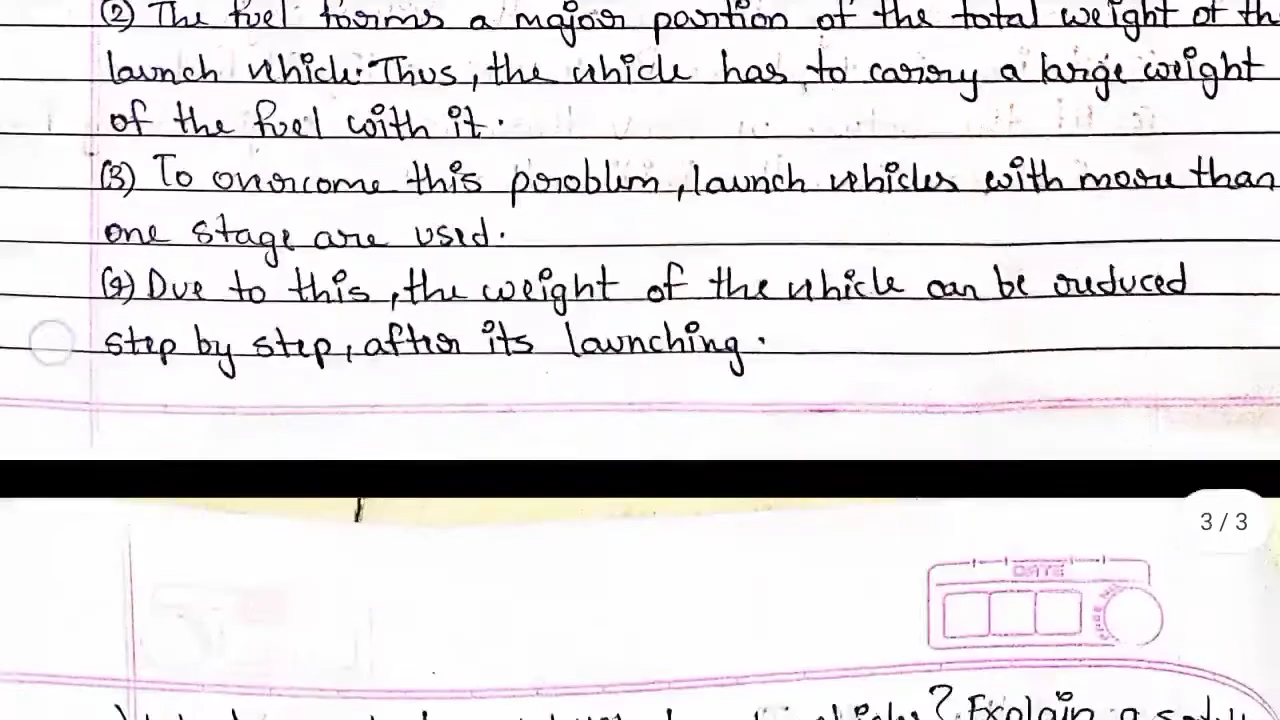 (2) The fuel forms a major portion of the total weight of th
launch vehicle. Thus, the vehicle has to carry a large weight
of the fuel with it.
(3) To overcome this problem, launch vehicles with more than
one stage are used.
(4) Due to this, the weight of the vehicle can be reduced
step by step, after its launching.
3 / 3
DATE
? Explain a